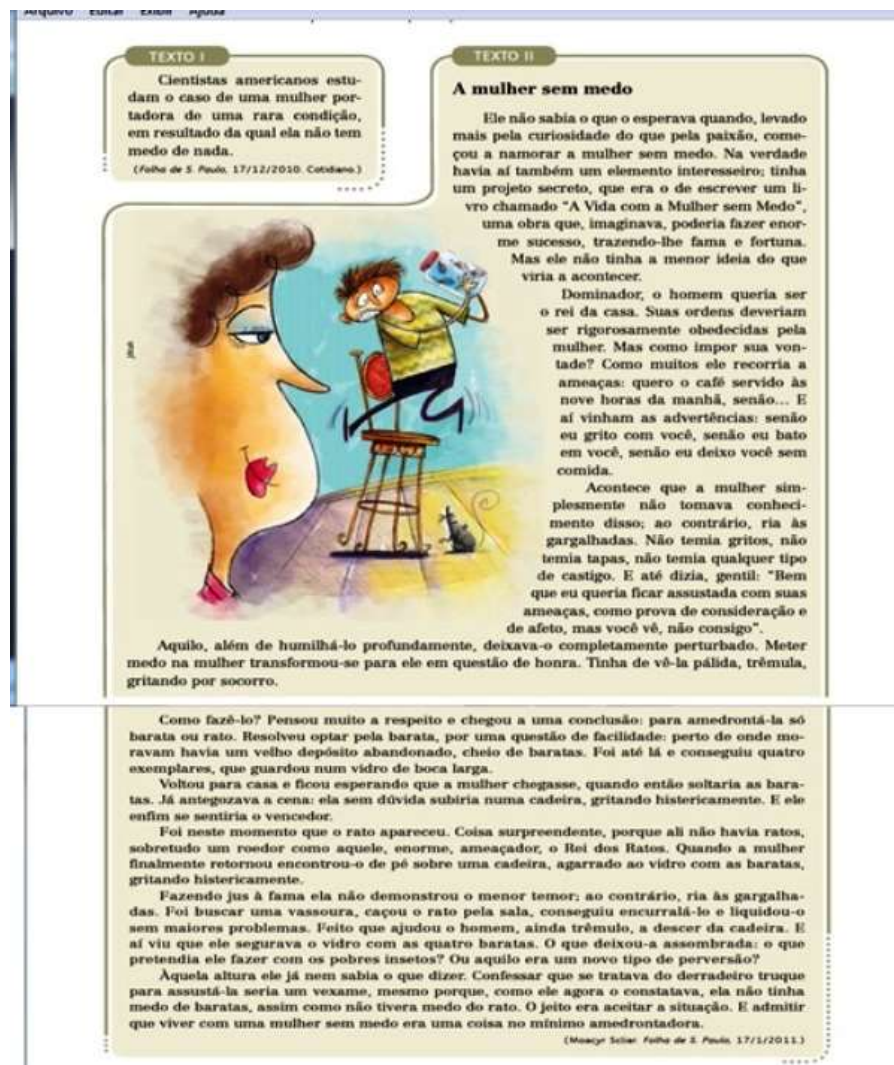 Arquivo Editar Exibir Ajuda
TEXTO I
Cientistas americanos estu-
dam o caso de uma mulher por-
tadora de uma rara condição,
em resultado da qual ela não tem
medo de nada.
(Folha de S. Paulo, 17/12/2010. Cotidiano.)
TEXTO II
A mulher sem medo
Ele não sabia o que o esperava quando, levado
mais pela curiosidade do que pela paixão, come-
çou a namorar a mulher sem medo. Na verdade
havia aí também um elemento interesseiro; tinha
um projeto secreto, que era o de escrever um li-
vro chamado "A Vida com a Mulher sem Medo",
uma obra que, imaginava, poderia fazer enor-
me sucesso, trazendo-lhe fama e fortuna.
Mas ele não tinha a menor ideia do que
viria a acontecer.
Dominador, o homem queria ser
o rei da casa. Suas ordens deveriam
ser rigorosamente obedecidas pela
mulher. Mas como impor sua von-
tade? Como muitos ele recorria a
ameaças: quero o café servido às
nove horas da manhã, senão... E
aí vinham as advertências: senão
eu grito com você, senão eu bato
em você, senão eu deixo você sem
comida.
Acontece que a mulher sim-
plesmente não tomava conheci-
mento disso; ao contrário, ria às
gargalhadas. Não temia gritos, não
temia tapas, não temia qualquer tipo
de castigo. E até dizia, gentil: "Bem
que eu queria ficar assustada com suas
ameaças, como prova de consideração e
de afeto, mas você vê, não consigo".
Aquilo, além de humilhá-lo profundamente, deixava-o completamente perturbado. Meter
medo na mulher transformou-se para ele em questão de honra. Tinha de vê-la pálida, trêmula,
gritando por socorro.
Como fazê-lo? Pensou muito a respeito e chegou a uma conclusão: para amedrontá-la só
barata ou rato. Resolveu optar pela barata, por uma questão de facilidade: perto de onde mo-
ravam havia um velho depósito abandonado, cheio de baratas. Foi até lá e conseguiu quatro
exemplares, que guardou num vidro de boca larga.
Voltou para casa e ficou esperando que a mulher chegasse, quando então soltaria as bara-
tas. Já antegozava a cena: ela sem dúvida subiria numa cadeira, gritando histericamente. E ele
enfim se sentiria o vencedor.
Foi neste momento que o rato apareceu. Coisa surpreendente, porque ali não havia ratos,
sobretudo um roedor como aquele, enorme, ameaçador, o Rei dos Ratos. Quando a mulher
finalmente retornou encontrou-o de pé sobre uma cadeira, agarrado ao vidro com as baratas,
gritando histericamente.
Fazendo jus à fama ela não demonstrou o menor temor; ao contrário, ria às gargalha-
das. Foi buscar uma vassoura, caçou o rato pela sala, conseguiu encurralá-lo e liquidou-o
sem maiores problemas. Feito que ajudou o homem, ainda trêmulo, a descer da cadeira. E
aí viu que ele segurava o vidro com as quatro baratas. O que deixou-a assombrada: o que
pretendia ele fazer com os pobres insetos? Ou aquilo era um novo tipo de perversão?
Àquela altura ele já nem sabia o que dizer. Confessar que se tratava do derradeiro truque
para assustá-la seria um vexame, mesmo porque, como ele agora o constatava, ela não tinha
medo de baratas, assim como não tivera medo do rato. O jeito era aceitar a situação. E admitir
que viver com uma mulher sem medo era uma coisa no mínimo amedrontadora.
(Moacyr Scliar. Folha de S. Paulo, 17/1/2011.)